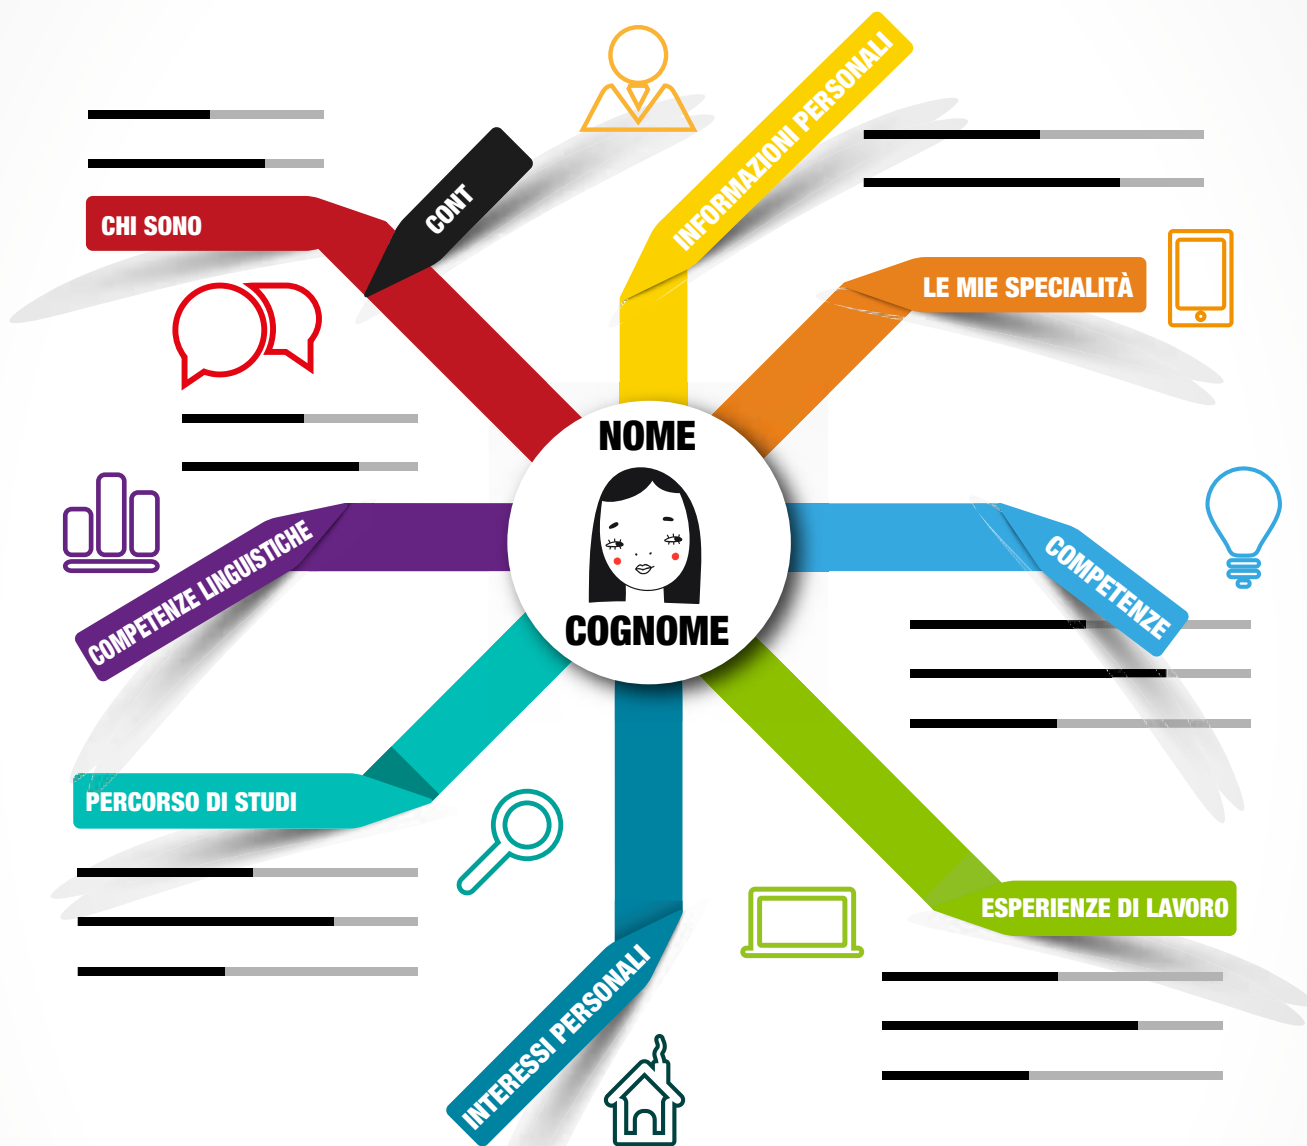 INFORMAZIONI PERSONALI
CONT
CHI SONO
LE MIE SPECIALITÀ
NOME
COGNOME
COMPETENZE LINGUISTICHE
COMPETENZE
PERCORSO DI STUDI
ESPERIENZE DI LAVORO
INTERESSI PERSONALI